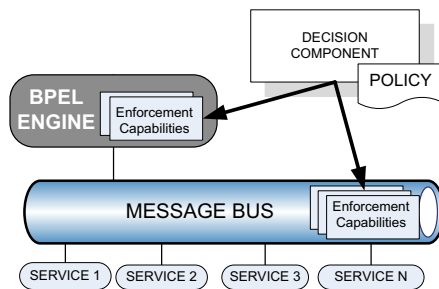 DECISION
COMPONENT
POLICY
BPEL
ENGINE
Enforcement
Capabilities
MESSAGE BUS
Enforcement
Capabilities
SERVICE 1
SERVICE 2
SERVICE 3
SERVICE N